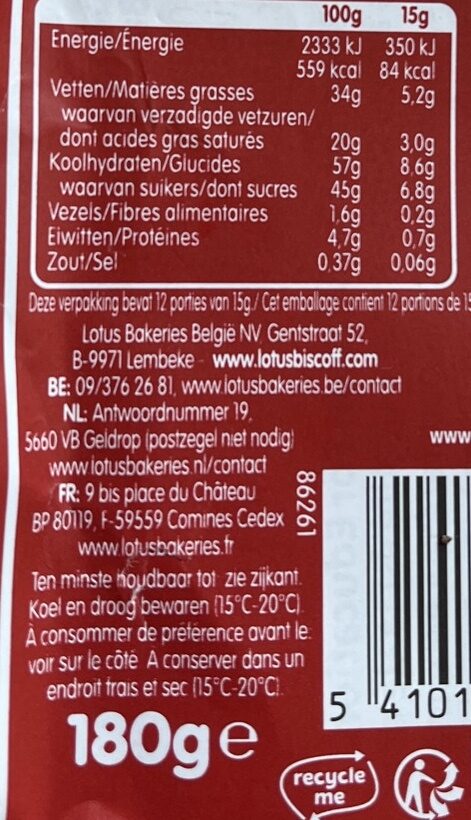 100g 15g
Energie/Énergie 2333 kJ 350 kJ
559 kcal 84 kcal
Vetten/Matières grasses 34g 5,2g
waarvan verzadigde vetzuren/
dont acides gras saturés 20g 3,0g
Koolhydraten/Glucides 57g 8,6g
waarvan suikers/dont sucres 45g 6,8g
Vezels/Fibres alimentaires 1,6g 0,2g
Eiwitten/Protéines 4,7g 0,7g
Zout/Sel 0,37g 0,06g
Deze verpakking bevat 12 porties van 15g / Cet emballage contient 12 portions de 15
Lotus Bakeries België NV, Gentstraat 52,
B-9971 Lembeke - www.lotusbiscoff.com
BE: 09/376 26 81, www.lotusbakeries.be/contact
NL: Antwoordnummer 19,
5660 VB Geldrop (postzegel niet nodig)
www.lotusbakeries.nl/contact
FR: 9 bis place du Château
BP 80119, F-59559 Comines Cedex
www.lotusbakeries.fr
Ten minste houdbaar tot: zie zijkant.
Koel en droog bewaren (15°C-20°C).
À consommer de préférence avant le:
voir sur le côté. À conserver dans un
endroit frais et sec (15°C-20°C).
180g e
www
86261
5 4101
recycle
me